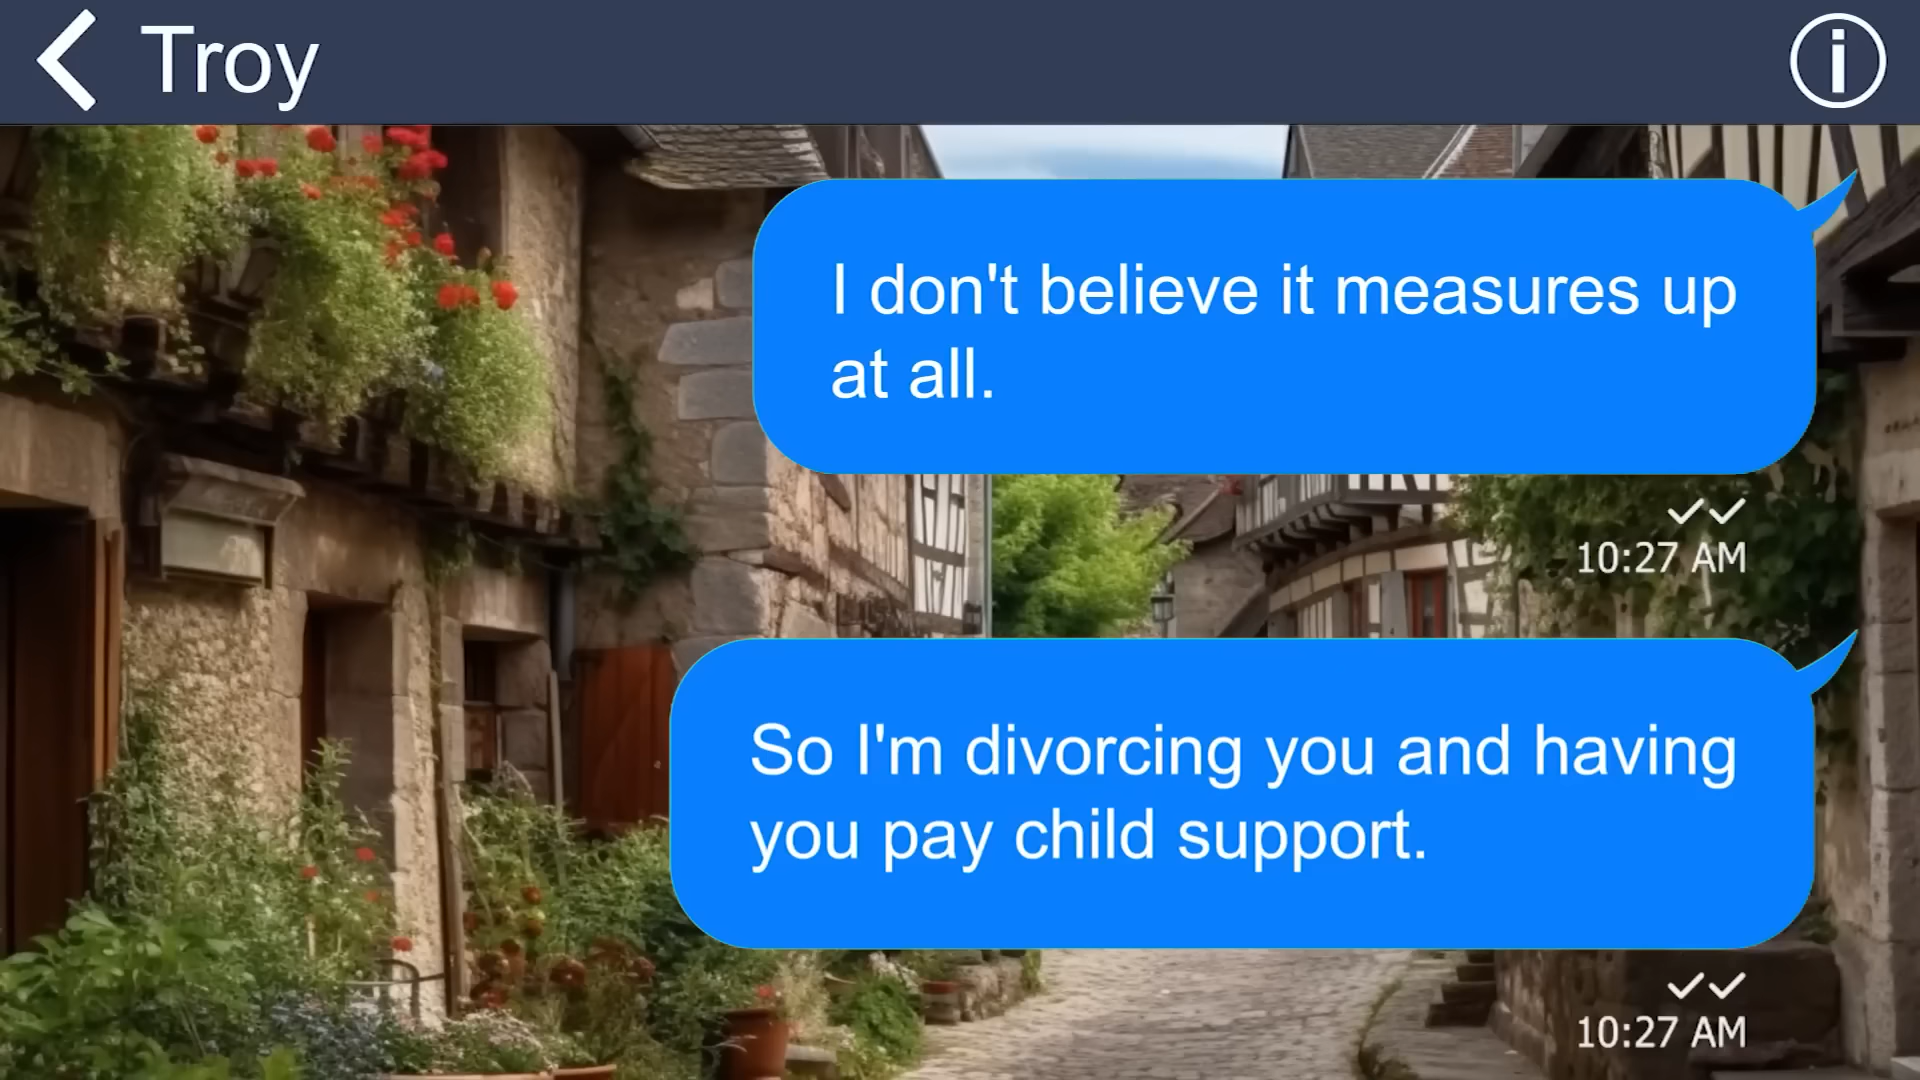 Troy
I don't believe it measures up
at all.
10:27 AM
So I'm divorcing you and having
you pay child support.
10:27 AM